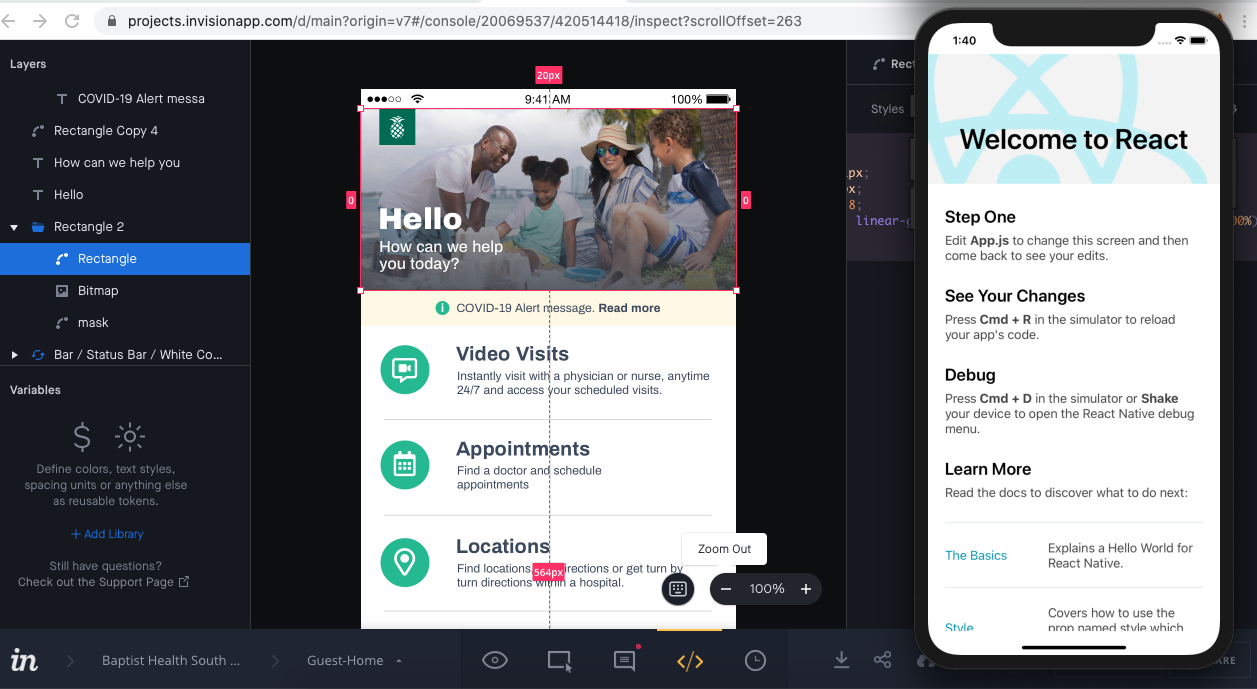 projects.invisionapp.com/d/main?origin=v7#/console/20069537/420514418/inspect?scrollOffset=263
Layers
COVID-19 Alert messa
Rectangle Copy 4
How can we help you
Hello
Rectangle 2
Rectangle
Bitmap
mask
Bar / Status Bar / White Co...
Variables
Define colors, text styles,
spacing units or anything else
as reusable tokens.
+ Add Library
Still have questions?
Check out the Support Page
20px
9:41 AM
100%
0
0
Hello
How can we help
you today?
COVID-19 Alert message. Read more
Video Visits
Instantly visit with a physician or nurse, anytime
24/7 and access your scheduled visits.
Appointments
Find a doctor and schedule
appointments
Locations
Find locations, directions or get turn by
turn directions within a hospital.
564px
Zoom Out
100%
Styles
px;
x;
8;
linear-g
00%
1:40
Welcome to React
Step One
Edit App.js to change this screen and then
come back to see your edits.
See Your Changes
Press Cmd + R in the simulator to reload
your app's code.
Debug
Press Cmd + D in the simulator or Shake
your device to open the React Native debug
menu.
Learn More
Read the docs to discover what to do next:
The Basics
Explains a Hello World for
React Native.
Style
Covers how to use the
prop named style which
in
Baptist Health South ...
Guest-Home